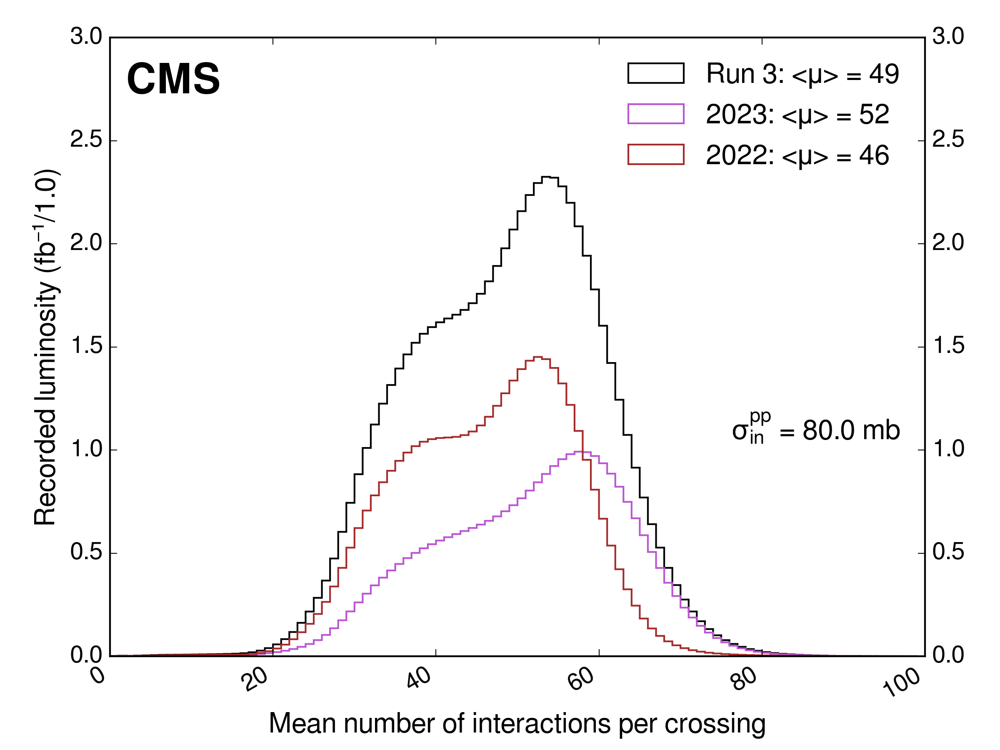 CMS
Run 3: <μ> = 49
2023: <μ> = 52
2022: <μ> = 46
σ_in^pp = 80.0 mb
Recorded luminosity (fb⁻¹/1.0)
3.0
2.5
2.0
1.5
1.0
0.5
0.0
3.0
2.5
2.0
1.5
1.0
0.5
0.0
0 20 40 60 80 100
Mean number of interactions per crossing